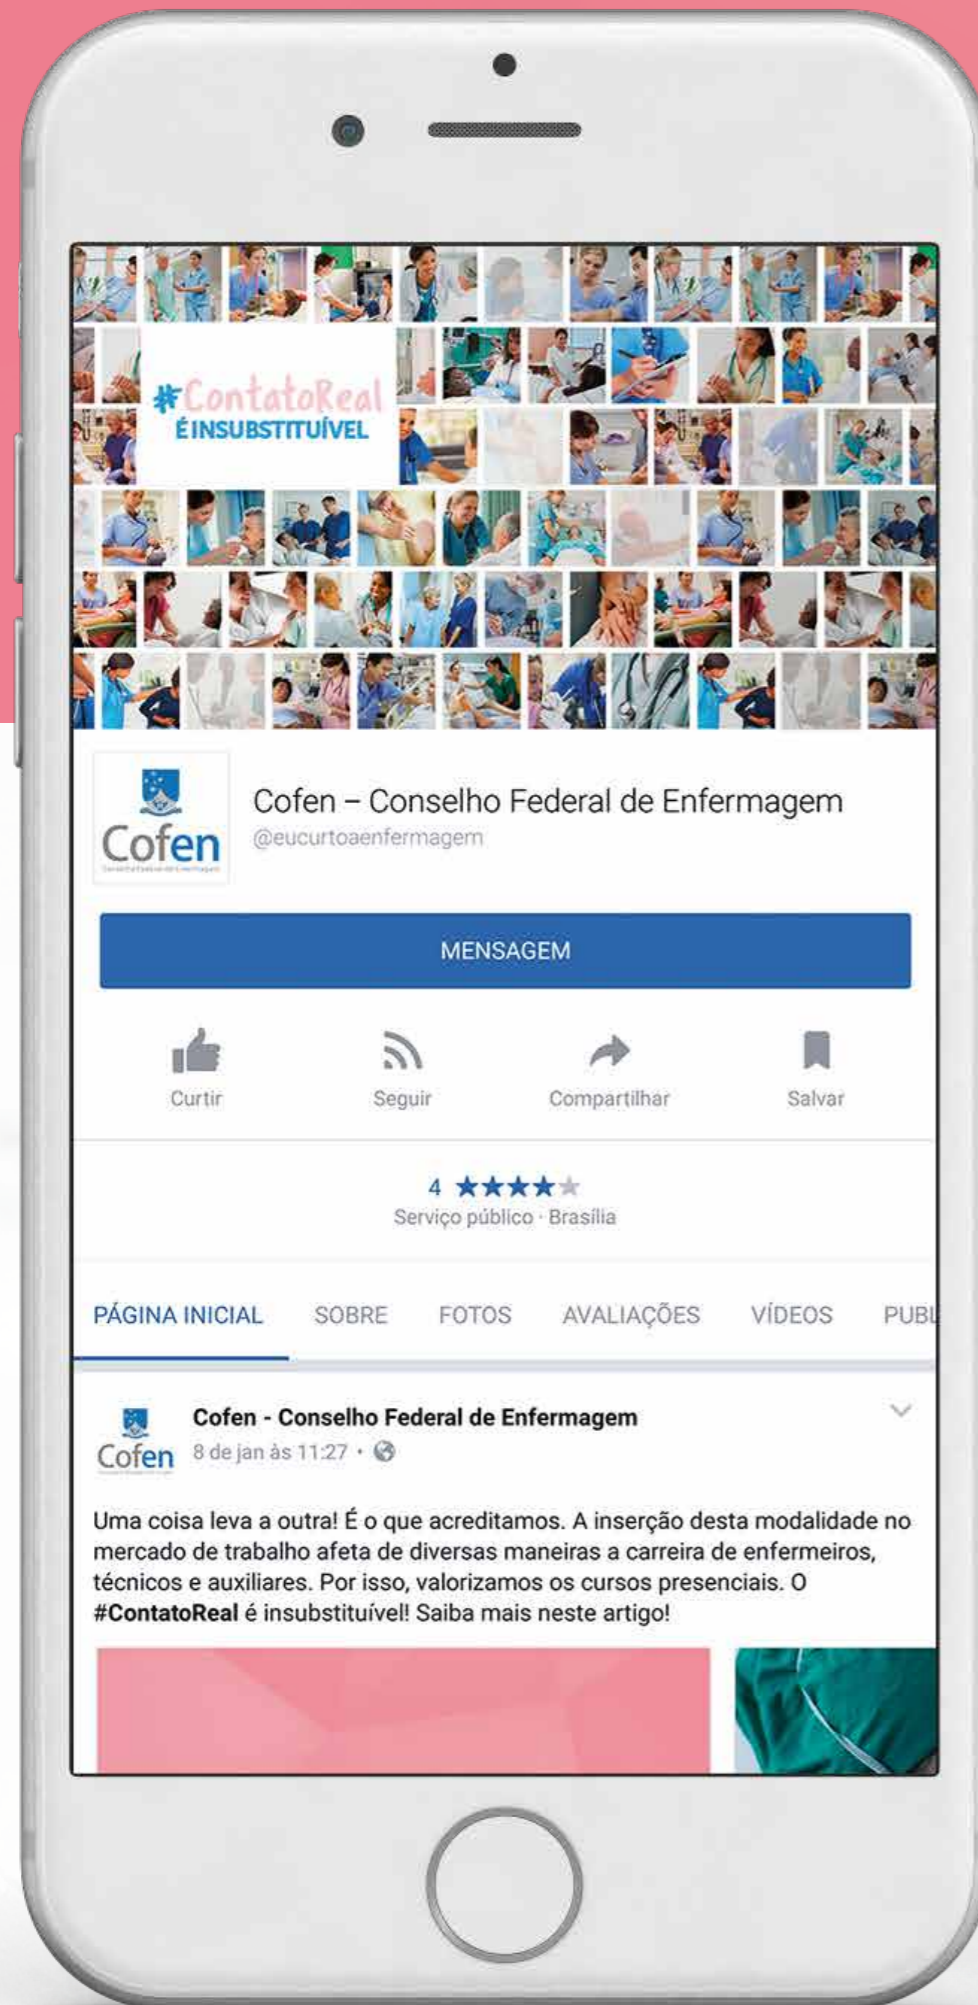 #ContatoReal
É INSUBSTITUÍVEL
Cofen
Cofen – Conselho Federal de Enfermagem
@eucurtoaenfermagem
MENSAGEM
Curtir Seguir Compartilhar Salvar
4
Serviço público · Brasília
PÁGINA INICIAL SOBRE FOTOS AVALIAÇÕES VÍDEOS PUBL
Cofen
Cofen - Conselho Federal de Enfermagem
8 de jan às 11:27 ·
Uma coisa leva a outra! É o que acreditamos. A inserção desta modalidade no
mercado de trabalho afeta de diversas maneiras a carreira de enfermeiros,
técnicos e auxiliares. Por isso, valorizamos os cursos presenciais. O
#ContatoReal é insubstituível! Saiba mais neste artigo!